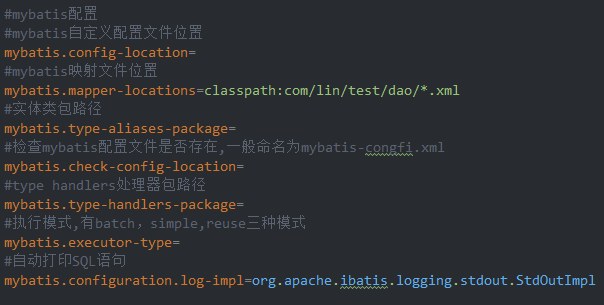 #mybatis配置
#mybatis自定义配置文件位置
mybatis.config-location=
#mybatis映射文件位置
mybatis.mapper-locations=classpath:com/lin/test/dao/*.xml
#实体类包路径
mybatis.type-aliases-package=
#检查mybatis配置文件是否存在,一般命名为mybatis-congfi.xml
mybatis.check-config-location=
#type handlers处理器包路径
mybatis.type-handlers-package=
#执行模式,有batch，simple,reuse三种模式
mybatis.executor-type=
#自动打印SQL语句
mybatis.configuration.log-impl=org.apache.ibatis.logging.stdout.StdOutImpl